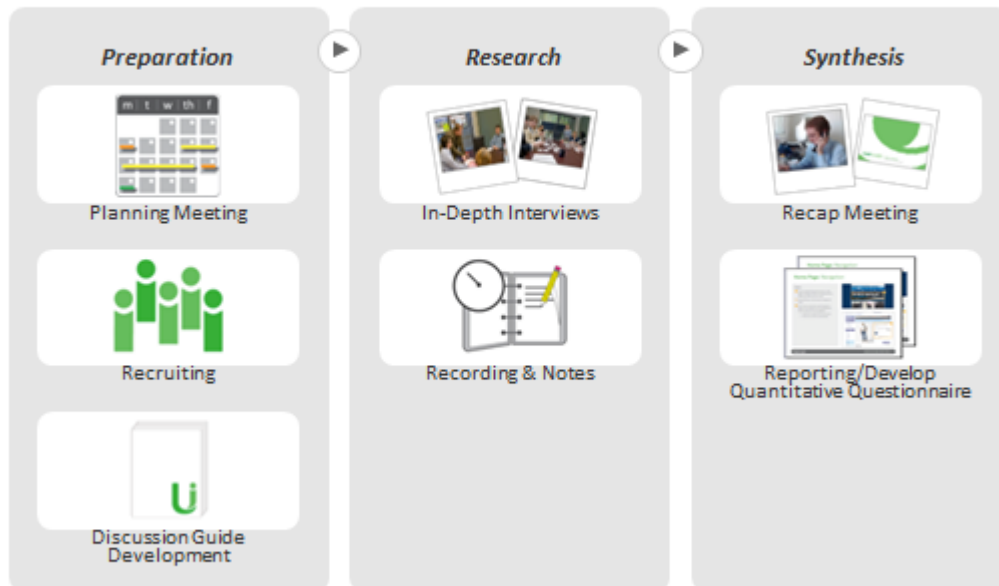 Preparation
m t w th f
Planning Meeting
Recruiting
Ui
Discussion Guide
Development
Research
In-Depth Interviews
Recording & Notes
Synthesis
Recap Meeting
Reporting/Develop
Quantitative Questionnaire